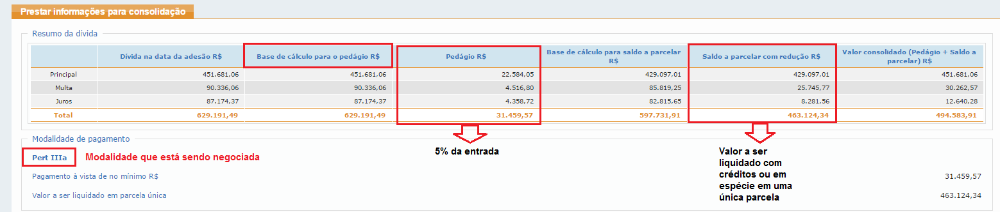 Prestar informações para consolidação
Resumo da dívida
Dívida na data da adesão R$ Base de cálculo para o pedágio R$ Pedágio R$ Base de cálculo para saldo a parcelar R$ Saldo a parcelar com redução R$ Valor consolidado (Pedágio + Saldo a parcelar) R$
Principal 451.681,06 451.681,06 22.584,05 429.097,01 429.097,01 451.681,06
Multa 90.336,06 90.336,06 4.516,80 85.819,25 25.745,77 30.262,57
Juros 87.174,37 87.174,37 4.358,72 82.815,65 8.281,56 12.640,28
Total 629.191,49 629.191,49 31.459,57 597.731,91 463.124,34 494.583,91
Modalidade de pagamento
Pert IIIa Modalidade que está sendo negociada
5% da entrada
Valor a ser
liquidado com
créditos ou em
espécie em uma
única parcela
Pagamento à vista de no mínimo R$ 31.459,57
Valor a ser liquidado em parcela única 463.124,34